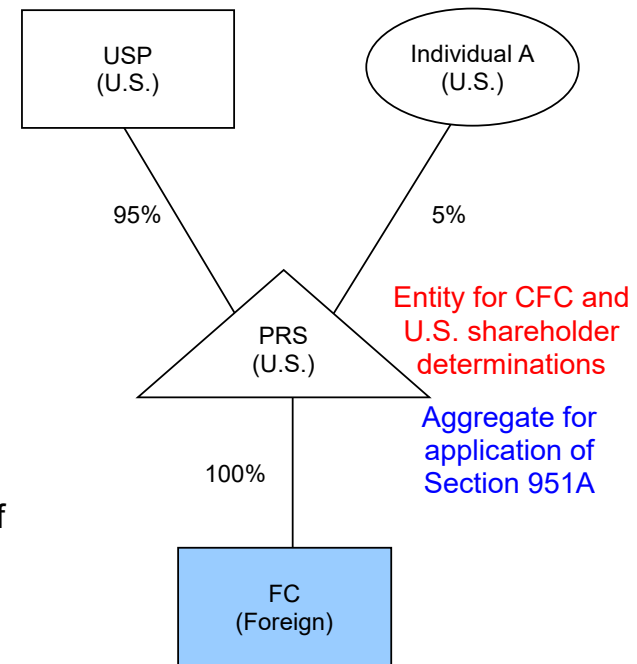 USP
(U.S.)
Individual A
(U.S.)
95%
5%
PRS
(U.S.)
Entity for CFC and
U.S. shareholder
determinations
Aggregate for
application of
Section 951A
100%
f
FC
(Foreign)